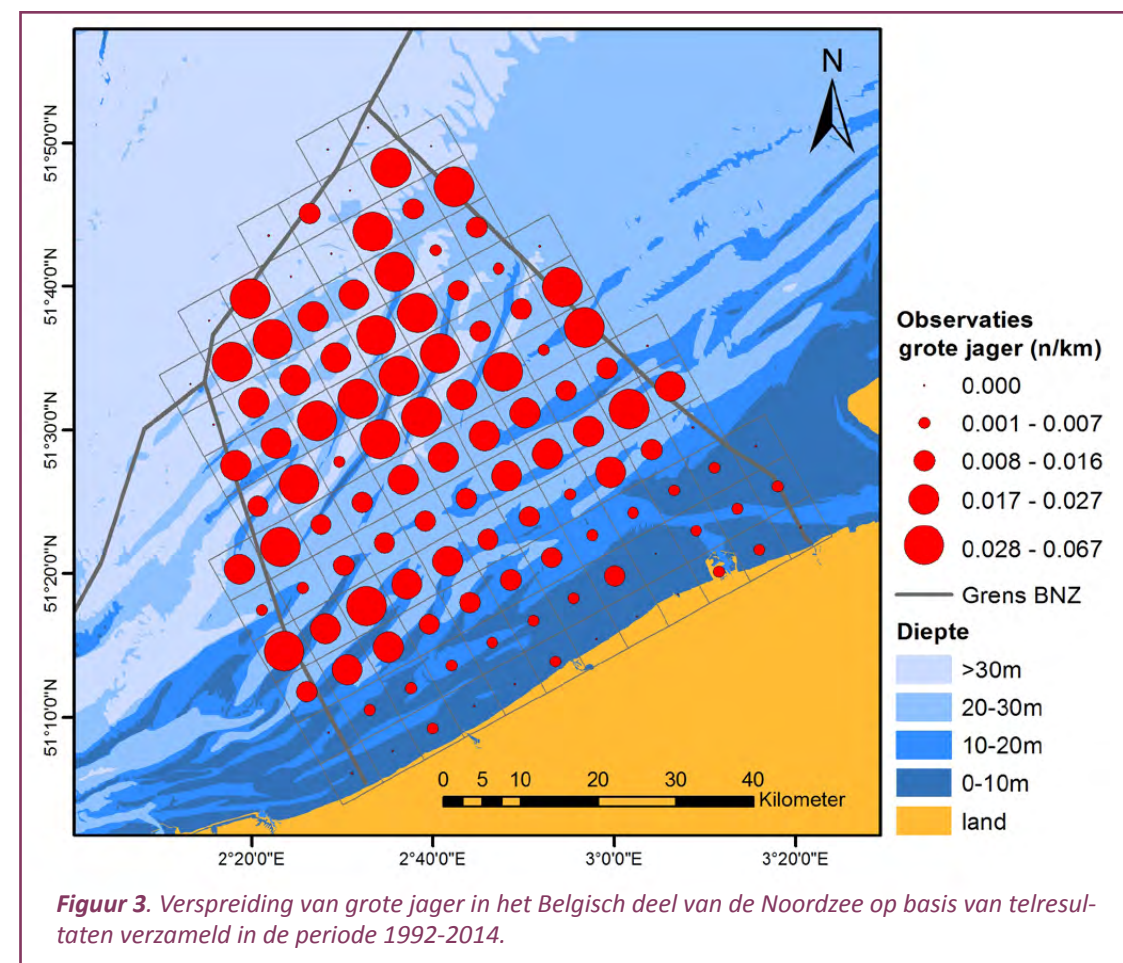 N
51°50'0"N
51°40'0"N
51°30'0"N
51°20'0"N
51°10'0"N
2°20'0"E
2°40'0"E
3°0'0"E
3°20'0"E
0 5 10 20 30 40
Kilometer
Observaties
grote jager (n/km)
0.000
0.001 - 0.007
0.008 - 0.016
0.017 - 0.027
0.028 - 0.067
Grens BNZ
Diepte
>30m
20-30m
10-20m
0-10m
land
Figuur 3. Verspreiding van grote jager in het Belgisch deel van de Noordzee op basis van telresul-
taten verzameld in de periode 1992-2014.